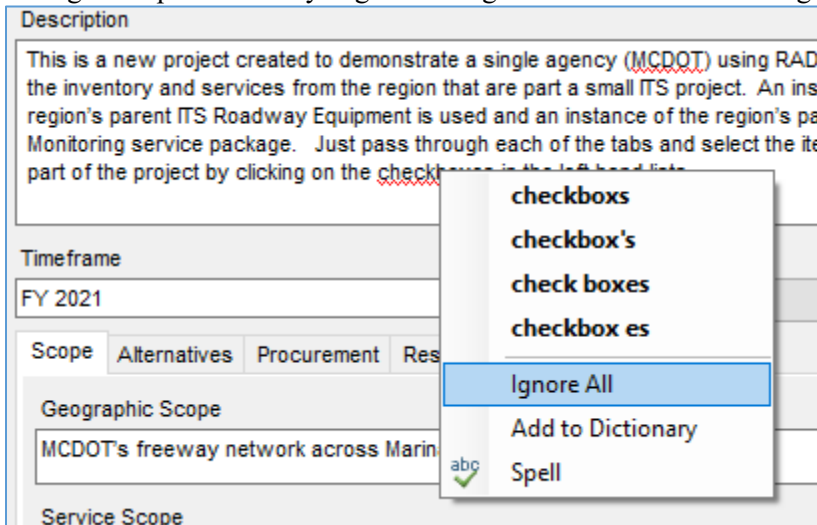 Description
This is a new project created to demonstrate a single agency (MCDOT) using RAD
the inventory and services from the region that are part a small ITS project. An ins
region's parent ITS Roadway Equipment is used and an instance of the region's pa
Monitoring service package. Just pass through each of the tabs and select the ite
part of the project by clicking on the
checkboxs
checkbox's
check boxes
checkbox es
Ignore All
Add to Dictionary
abc Spell
Timeframe
FY 2021
Scope Alternatives Procurement Res
Geographic Scope
MCDOT's freeway network across Marin
Service Scope